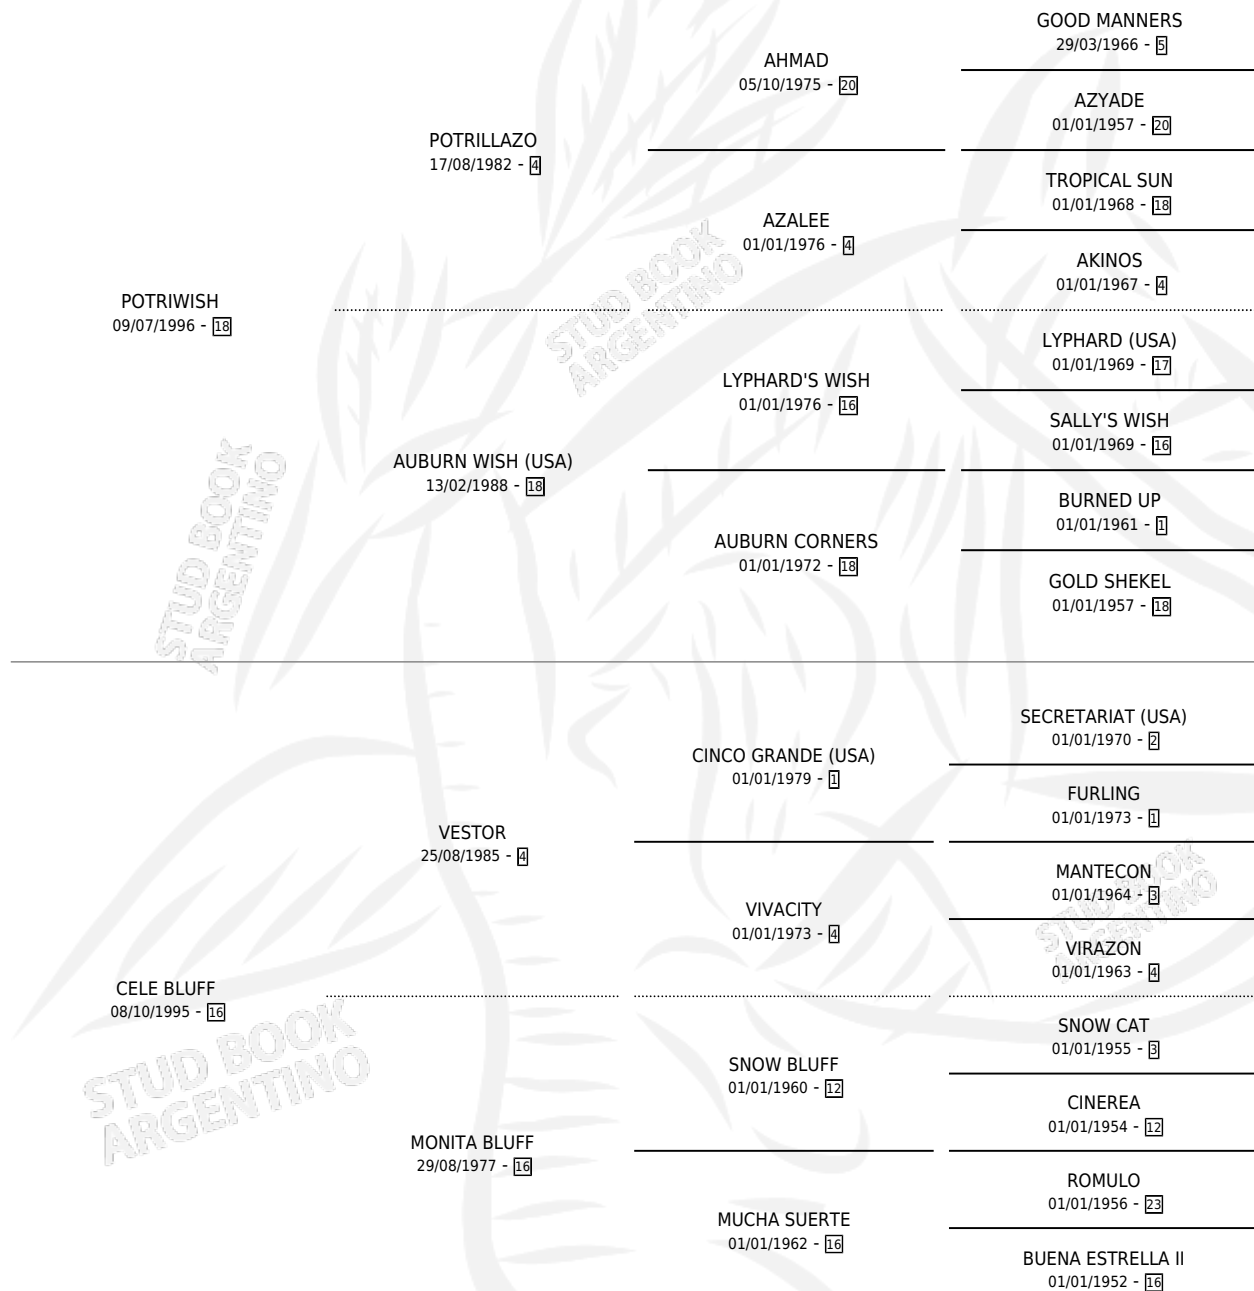 GOOD MANNERS
29/03/1966 - 5
AHMAD
05/10/1975 - 20
AZYADE
01/01/1957 - 20
POTRILLAZO
17/08/1982 - 4
TROPICAL SUN
01/01/1968 - 18
AZALEE
01/01/1976 - 4
AKINOS
01/01/1967 - 4
POTRIWISH
09/07/1996 - 18
STUD BOOK
ARGENTINO
LYPHARD (USA)
01/01/1969 - 17
LYPHARD'S WISH
01/01/1976 - 16
SALLY'S WISH
01/01/1969 - 16
AUBURN WISH (USA)
13/02/1988 - 18
BURNED UP
01/01/1961 - 1
AUBURN CORNERS
01/01/1972 - 18
GOLD SHEKEL
01/01/1957 - 18
STUD BOOK
ARGENTINO
SECRETARIAT (USA)
01/01/1970 - 2
CINCO GRANDE (USA)
01/01/1979 - 1
FURLING
01/01/1973 - 1
VESTOR
25/08/1985 - 4
MANTECON
01/01/1964 - 3
VIVACITY
01/01/1973 - 4
VIRAZON
01/01/1963 - 4
STUD BOOK
ARGENTINO
CELE BLUFF
08/10/1995 - 16
SNOW CAT
01/01/1955 - 3
SNOW BLUFF
01/01/1960 - 12
CINEREA
01/01/1954 - 12
STUD BOOK
ARGENTINO
MONITA BLUFF
29/08/1977 - 16
ROMULO
01/01/1956 - 23
MUCHA SUERTE
01/01/1962 - 16
BUENA ESTRELLA II
01/01/1952 - 16